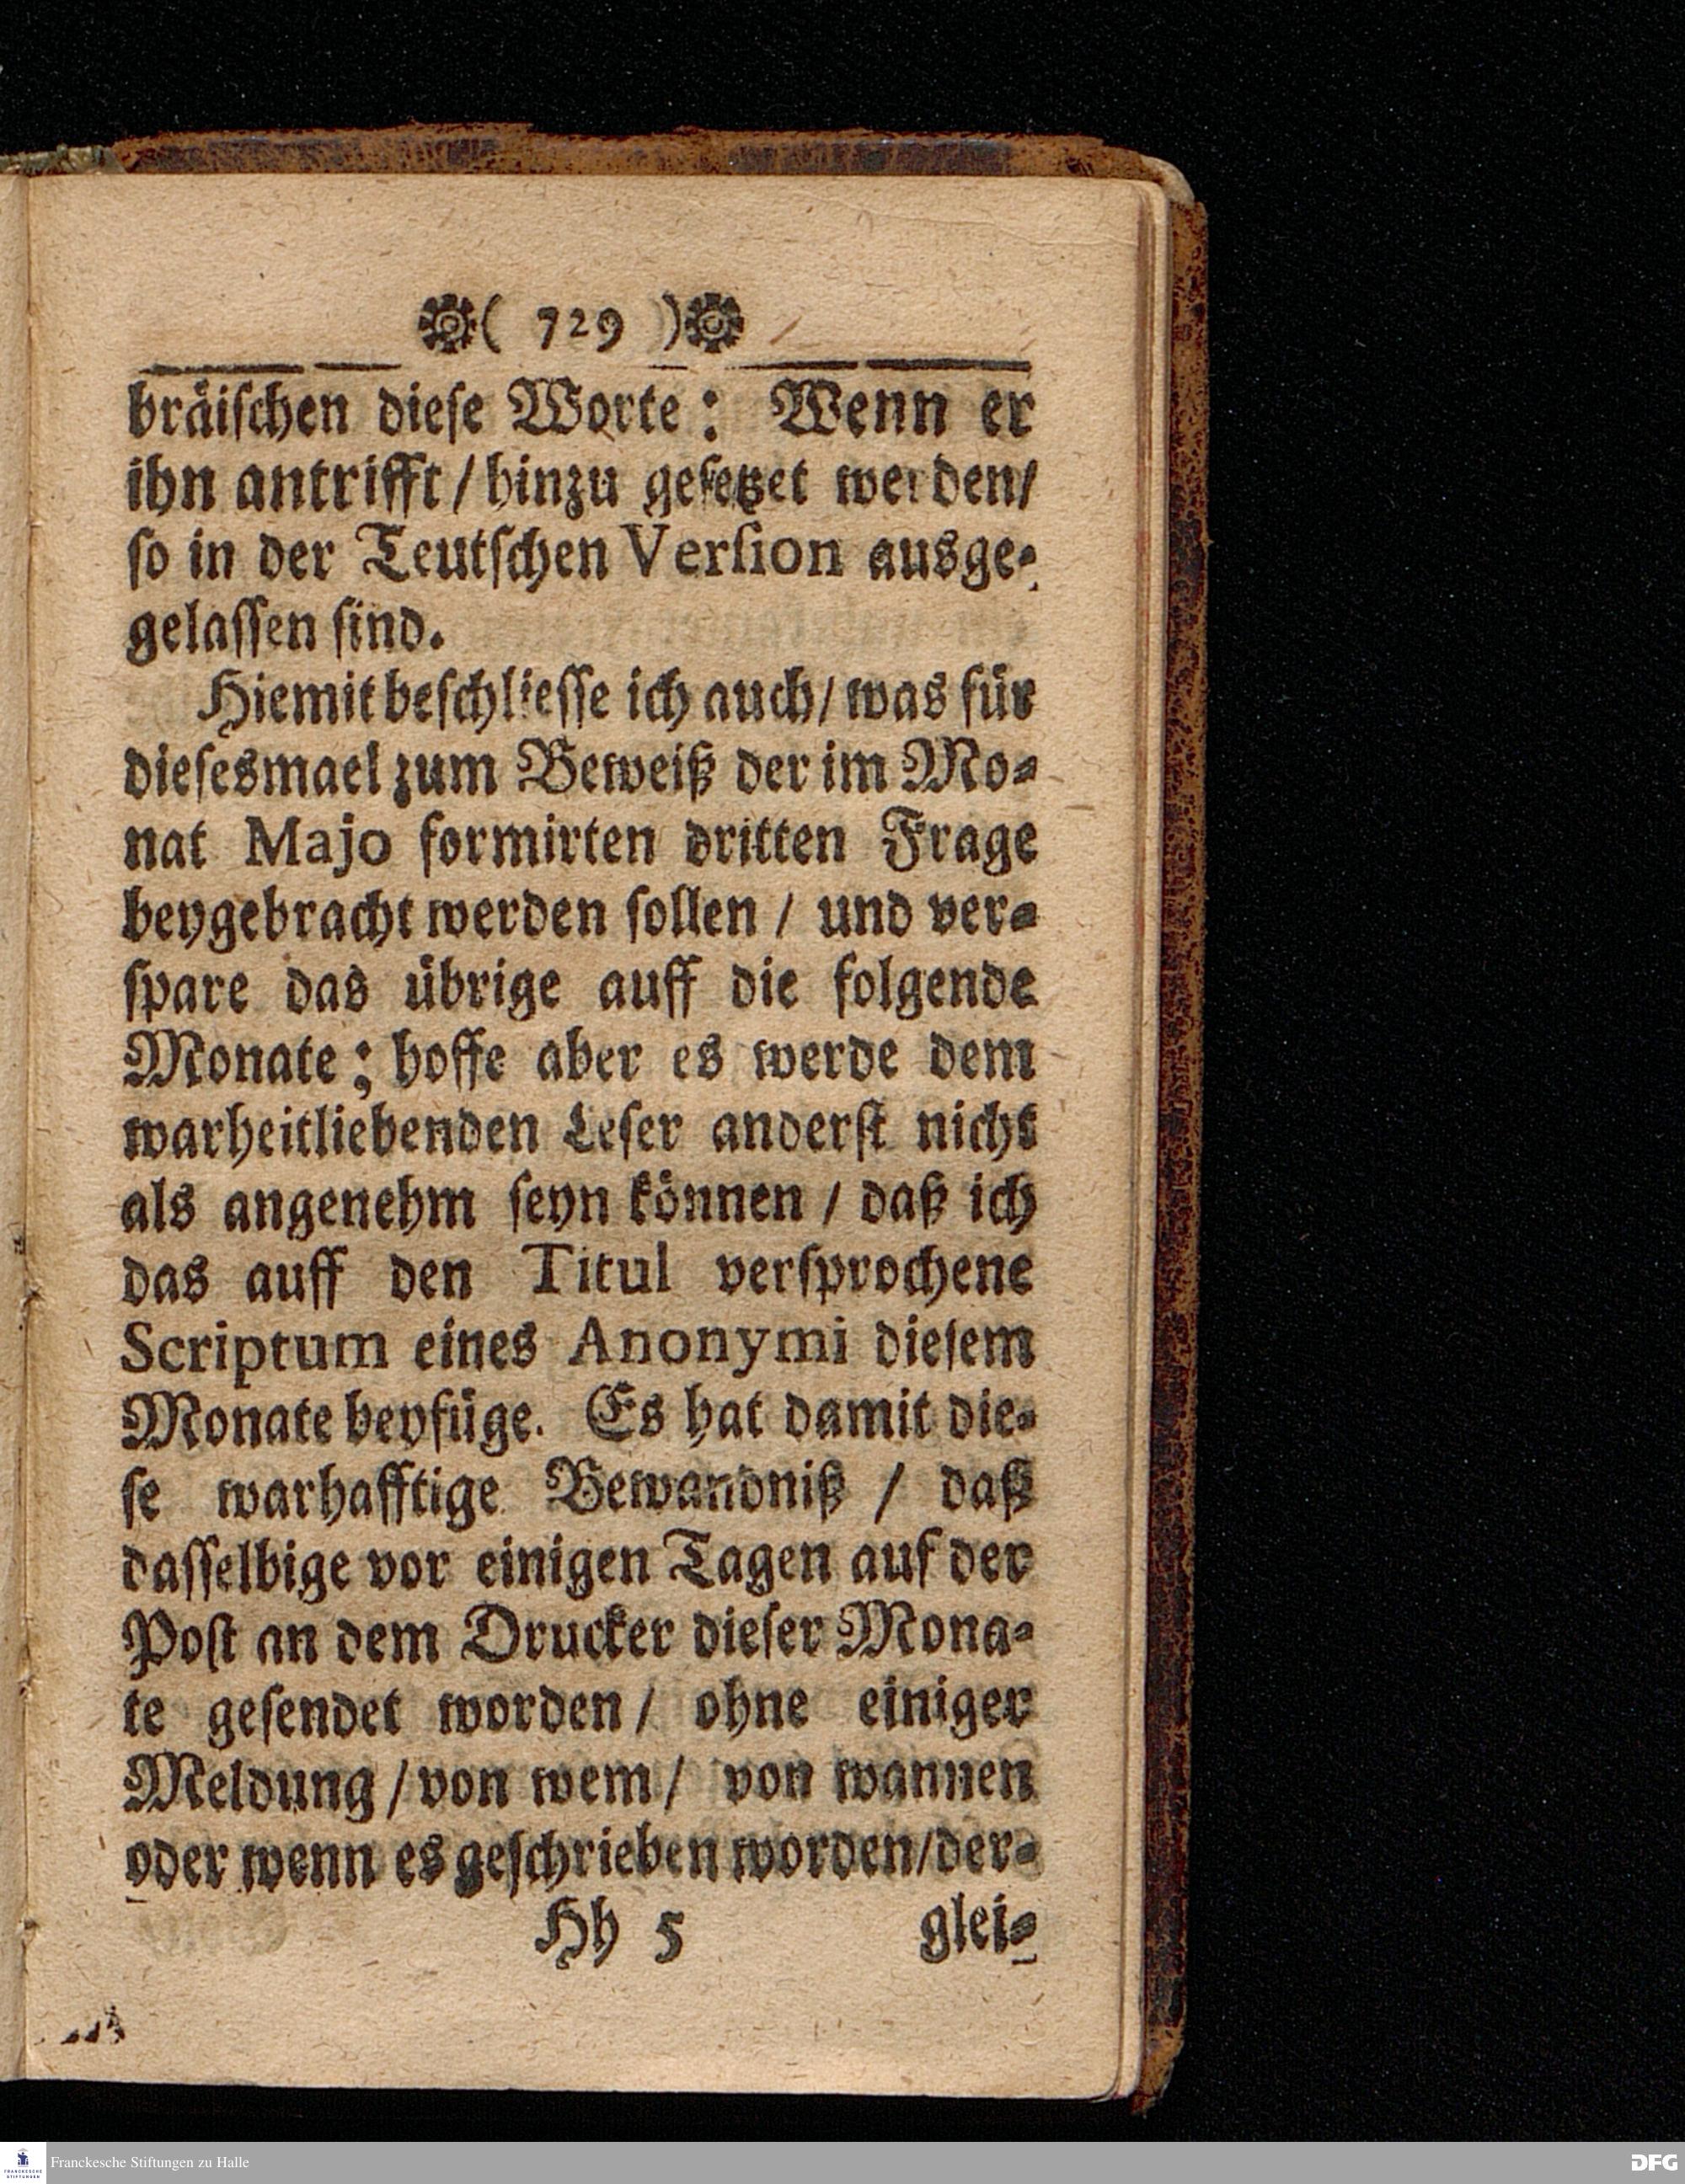 ( 729 )
bräiſchen dieſe Worte: Wenn er
ihn antrifft / hinzu geſetzet werden/
ſo in der Teutſchen Verſion ausge-
gelaſſen ſind.
Hiemit beſchlieſſe ich auch / was für
dieſesmael zum Beweiß der im Mo-
nat Majo formirten dritten Frage
beygebracht werden ſollen / und ver-
ſpare das übrige auff die folgende
Monate; hoffe aber es werde dem
warheitliebenden Leſer anderſt nicht
als angenehm ſeyn können / daß ich
das auff den Titul verſprochene
Scriptum eines Anonymi dieſem
Monate beyfüge. Es hat damit die-
ſe warhafftige Bewandniß / daß
daſſelbige vor einigen Tagen auf der
Poſt an dem Drucker dieſer Mona-
te geſendet worden / ohne einiger
Meldung / von wem / von wannen
oder wenn es geſchrieben worden/der-
Hh 5 glei-
Franckesche Stiftungen zu Halle
FRANCKESCHE
STIFTUNGEN
DFG